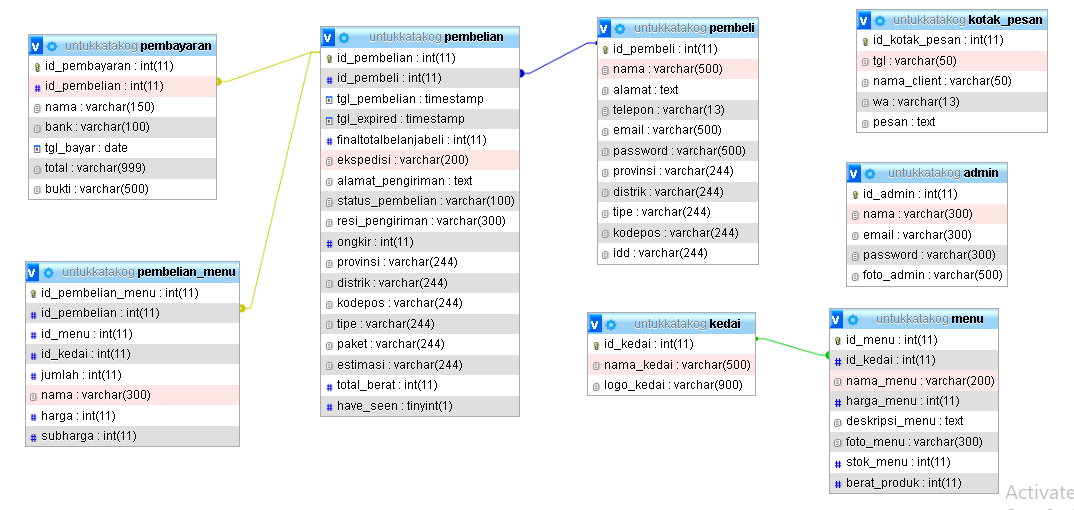 untukkatakog pembayaran
id_pembayaran : int(11)
id_pembelian : int(11)
nama : varchar(150)
bank : varchar(100)
tgl_bayar : date
total : varchar(999)
bukti : varchar(500)
untukkatakog pembelian
id_pembelian : int(11)
id_pembeli : int(11)
tgl_pembelian : timestamp
tgl_expired : timestamp
finaltotalbelanjabeli : int(11)
ekspedisi : varchar(200)
alamat_pengiriman : text
status_pembelian : varchar(100)
resi_pengiriman : varchar(300)
ongkir : int(11)
provinsi : varchar(244)
distrik : varchar(244)
kodepos : varchar(244)
tipe : varchar(244)
paket : varchar(244)
estimasi : varchar(244)
total_berat : int(11)
have_seen : tinyint(1)
untukkatakog pembeli
id_pembeli : int(11)
nama : varchar(500)
alamat : text
telepon : varchar(13)
email : varchar(500)
password : varchar(500)
provinsi : varchar(244)
distrik : varchar(244)
tipe : varchar(244)
kodepos : varchar(244)
idd : varchar(244)
untukkatakog kotak_pesan
id_kotak_pesan : int(11)
tgl : varchar(50)
nama_client : varchar(50)
wa : varchar(13)
pesan : text
untukkatakog admin
id_admin : int(11)
nama : varchar(300)
email : varchar(300)
password : varchar(300)
foto_admin : varchar(500)
untukkatakog pembelian_menu
id_pembelian_menu : int(11)
id_pembelian : int(11)
id_menu : int(11)
id_kedai : int(11)
jumlah : int(11)
nama : varchar(300)
harga : int(11)
subharga : int(11)
untukkatakog kedai
id_kedai : int(11)
nama_kedai : varchar(500)
logo_kedai : varchar(900)
untukkatakog menu
id_menu : int(11)
id_kedai : int(11)
nama_menu : varchar(200)
harga_menu : int(11)
deskripsi_menu : text
foto_menu : varchar(300)
stok_menu : int(11)
berat_produk : int(11)
Activate